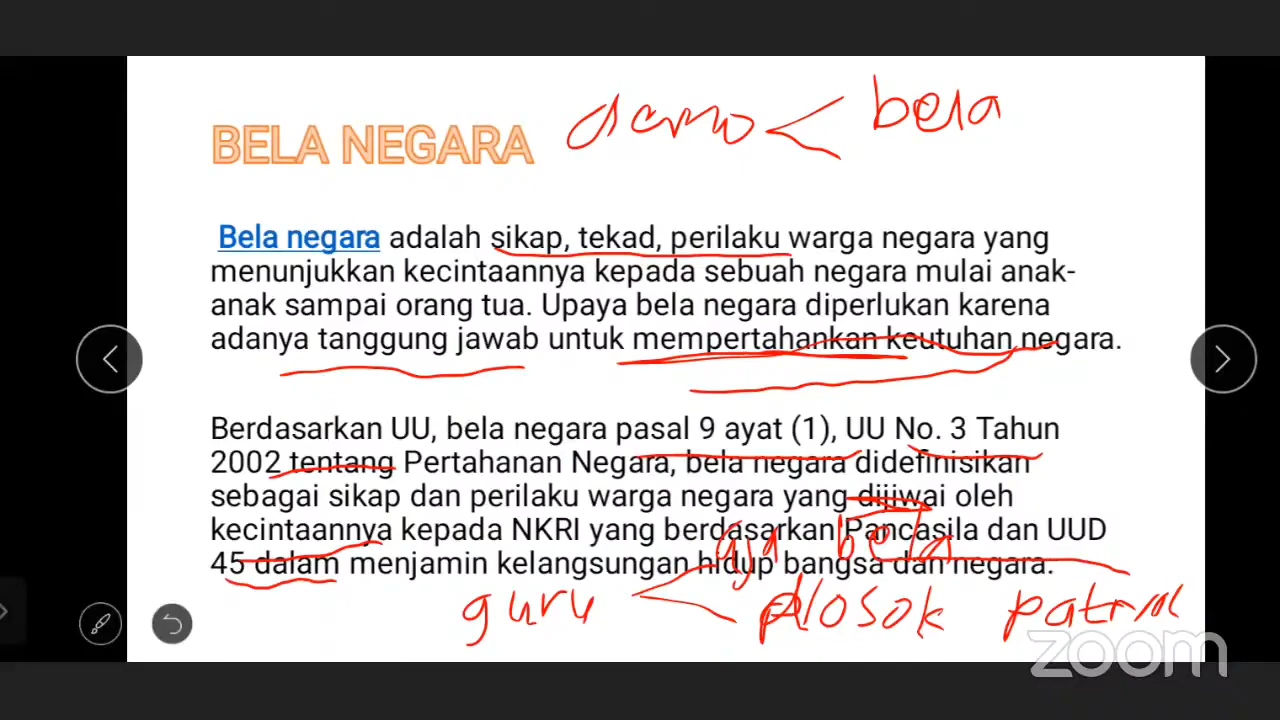 BELA NEGARA
demo < bela
Bela negara adalah sikap, tekad, perilaku warga negara yang
menunjukkan kecintaannya kepada sebuah negara mulai anak-
anak sampai orang tua. Upaya bela negara diperlukan karena
adanya tanggung jawab untuk mempertahankan keutuhan negara.
Berdasarkan UU, bela negara pasal 9 ayat (1), UU No. 3 Tahun
2002 tentang Pertahanan Negara, bela negara didefinisikan
sebagai sikap dan perilaku warga negara yang dijiwai oleh
kecintaannya kepada NKRI yang berdasarkan Pancasila dan UUD
45 dalam menjamin kelangsungan hidup bangsa dan negara.
bela
guru < plosok
zoom